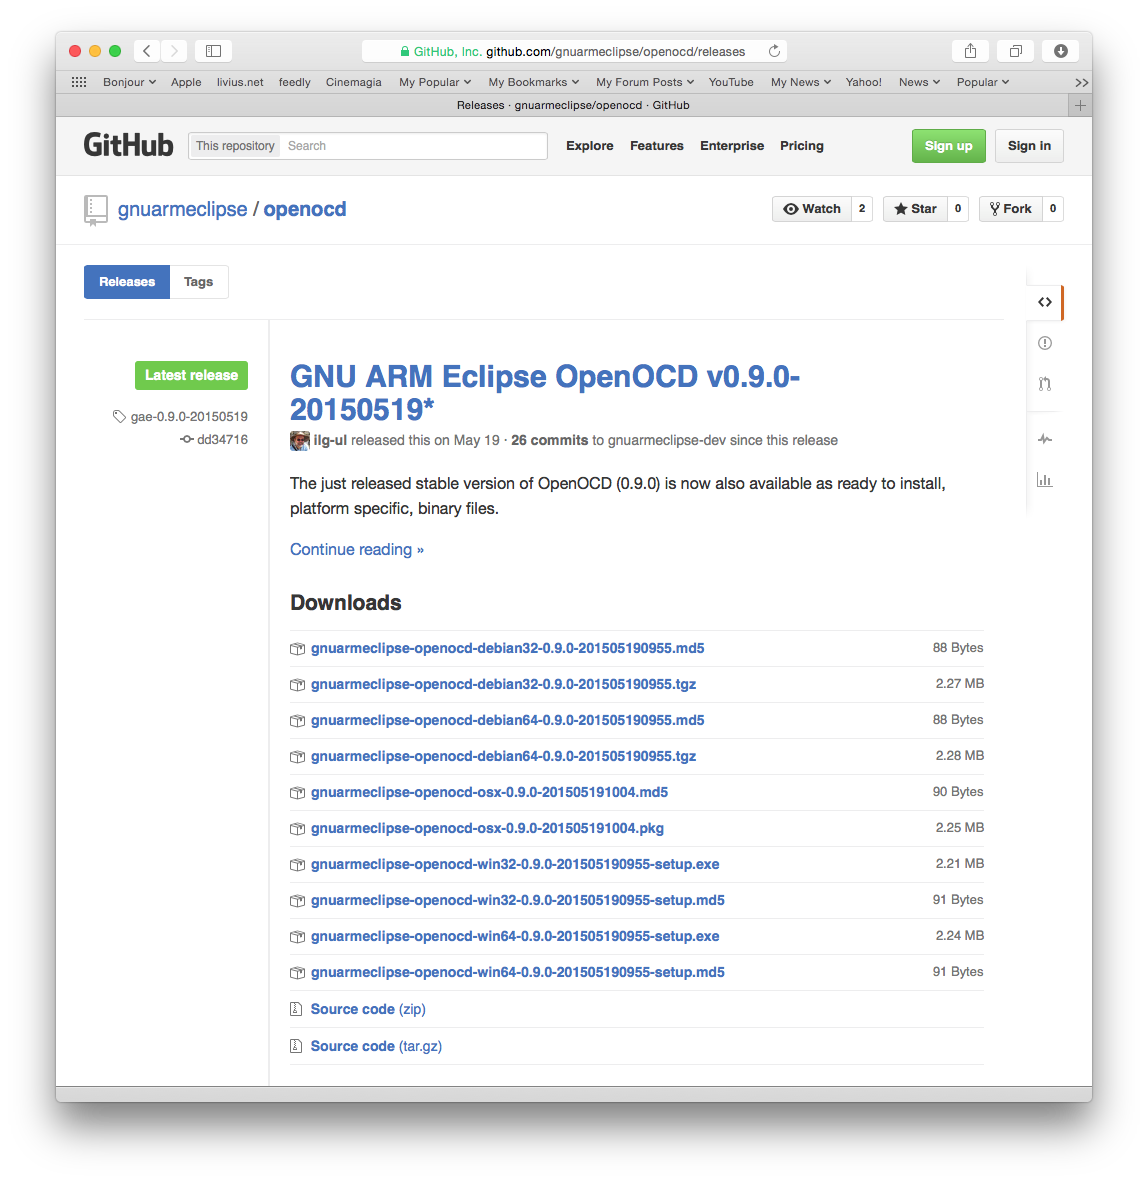 GitHub, Inc. github.com/gnuarmeclipse/openocd/releases
Bonjour Apple livius.net feedly Cinemagia My Popular My Bookmarks My Forum Posts YouTube My News Yahoo! News Popular >>
Releases · gnuarmeclipse/openocd · GitHub
GitHub This repository Search Explore Features Enterprise Pricing Sign up Sign in
gnuarmeclipse / openocd Watch 2 Star 0 Fork 0
Releases Tags
Latest release
gae-0.9.0-20150519
dd34716
GNU ARM Eclipse OpenOCD v0.9.0-
20150519*
ilg-ul released this on May 19 · 26 commits to gnuarmeclipse-dev since this release
The just released stable version of OpenOCD (0.9.0) is now also available as ready to install,
platform specific, binary files.
Continue reading »
Downloads
gnuarmeclipse-openocd-debian32-0.9.0-201505190955.md5 88 Bytes
gnuarmeclipse-openocd-debian32-0.9.0-201505190955.tgz 2.27 MB
gnuarmeclipse-openocd-debian64-0.9.0-201505190955.md5 88 Bytes
gnuarmeclipse-openocd-debian64-0.9.0-201505190955.tgz 2.28 MB
gnuarmeclipse-openocd-osx-0.9.0-201505191004.md5 90 Bytes
gnuarmeclipse-openocd-osx-0.9.0-201505191004.pkg 2.25 MB
gnuarmeclipse-openocd-win32-0.9.0-201505190955-setup.exe 2.21 MB
gnuarmeclipse-openocd-win32-0.9.0-201505190955-setup.md5 91 Bytes
gnuarmeclipse-openocd-win64-0.9.0-201505190955-setup.exe 2.24 MB
gnuarmeclipse-openocd-win64-0.9.0-201505190955-setup.md5 91 Bytes
Source code (zip)
Source code (tar.gz)